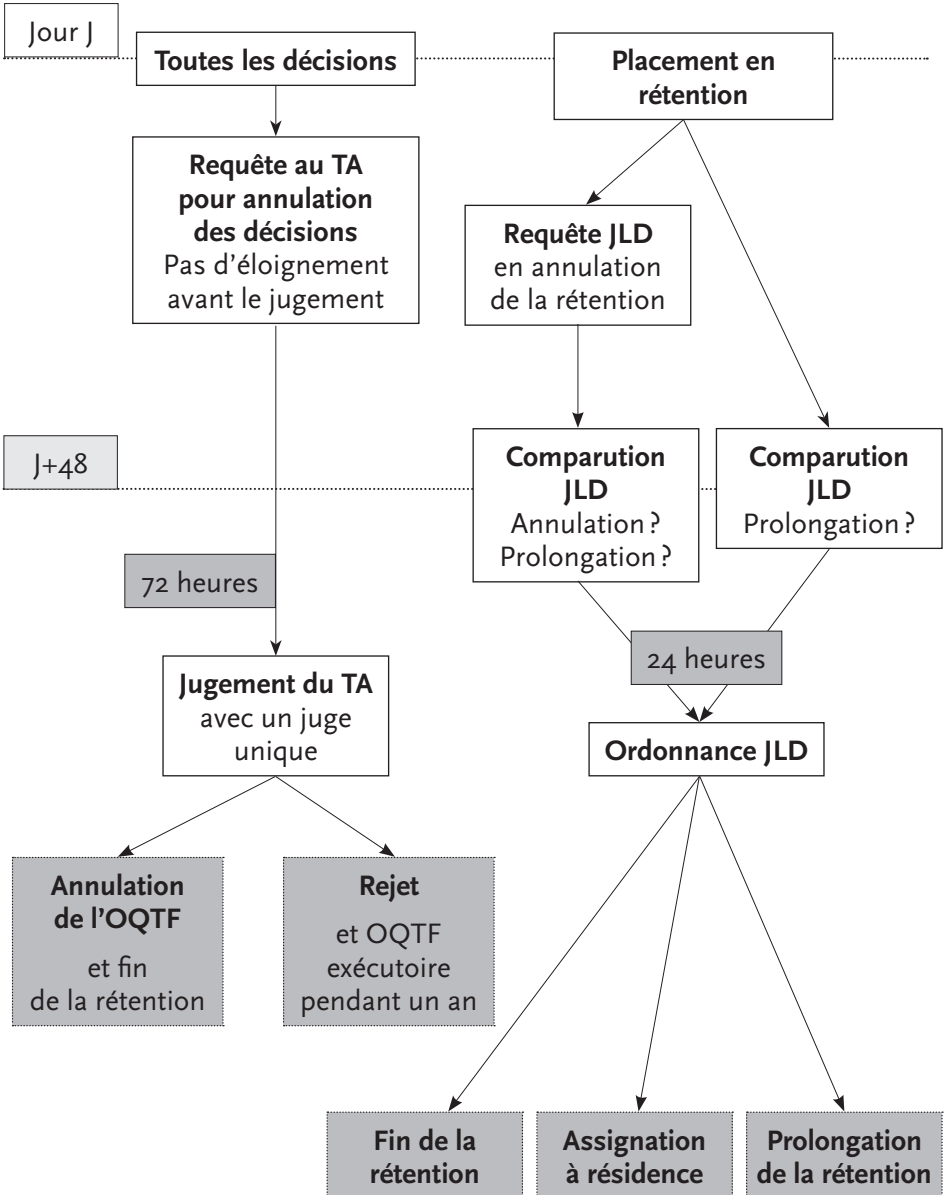 Jour J
Toutes les décisions
Placement en
rétention
Requête au TA
pour annulation
des décisions
Pas d’éloignement
avant le jugement
Requête JLD
en annulation
de la rétention
J+48
Comparution
JLD
Annulation ?
Prolongation ?
Comparution
JLD
Prolongation ?
72 heures
24 heures
Jugement du TA
avec un juge
unique
Ordonnance JLD
Annulation
de l’OQTF
et fin
de la rétention
Rejet
et OQTF
exécutoire
pendant un an
Fin de la
rétention
Assignation
à résidence
Prolongation
de la rétention